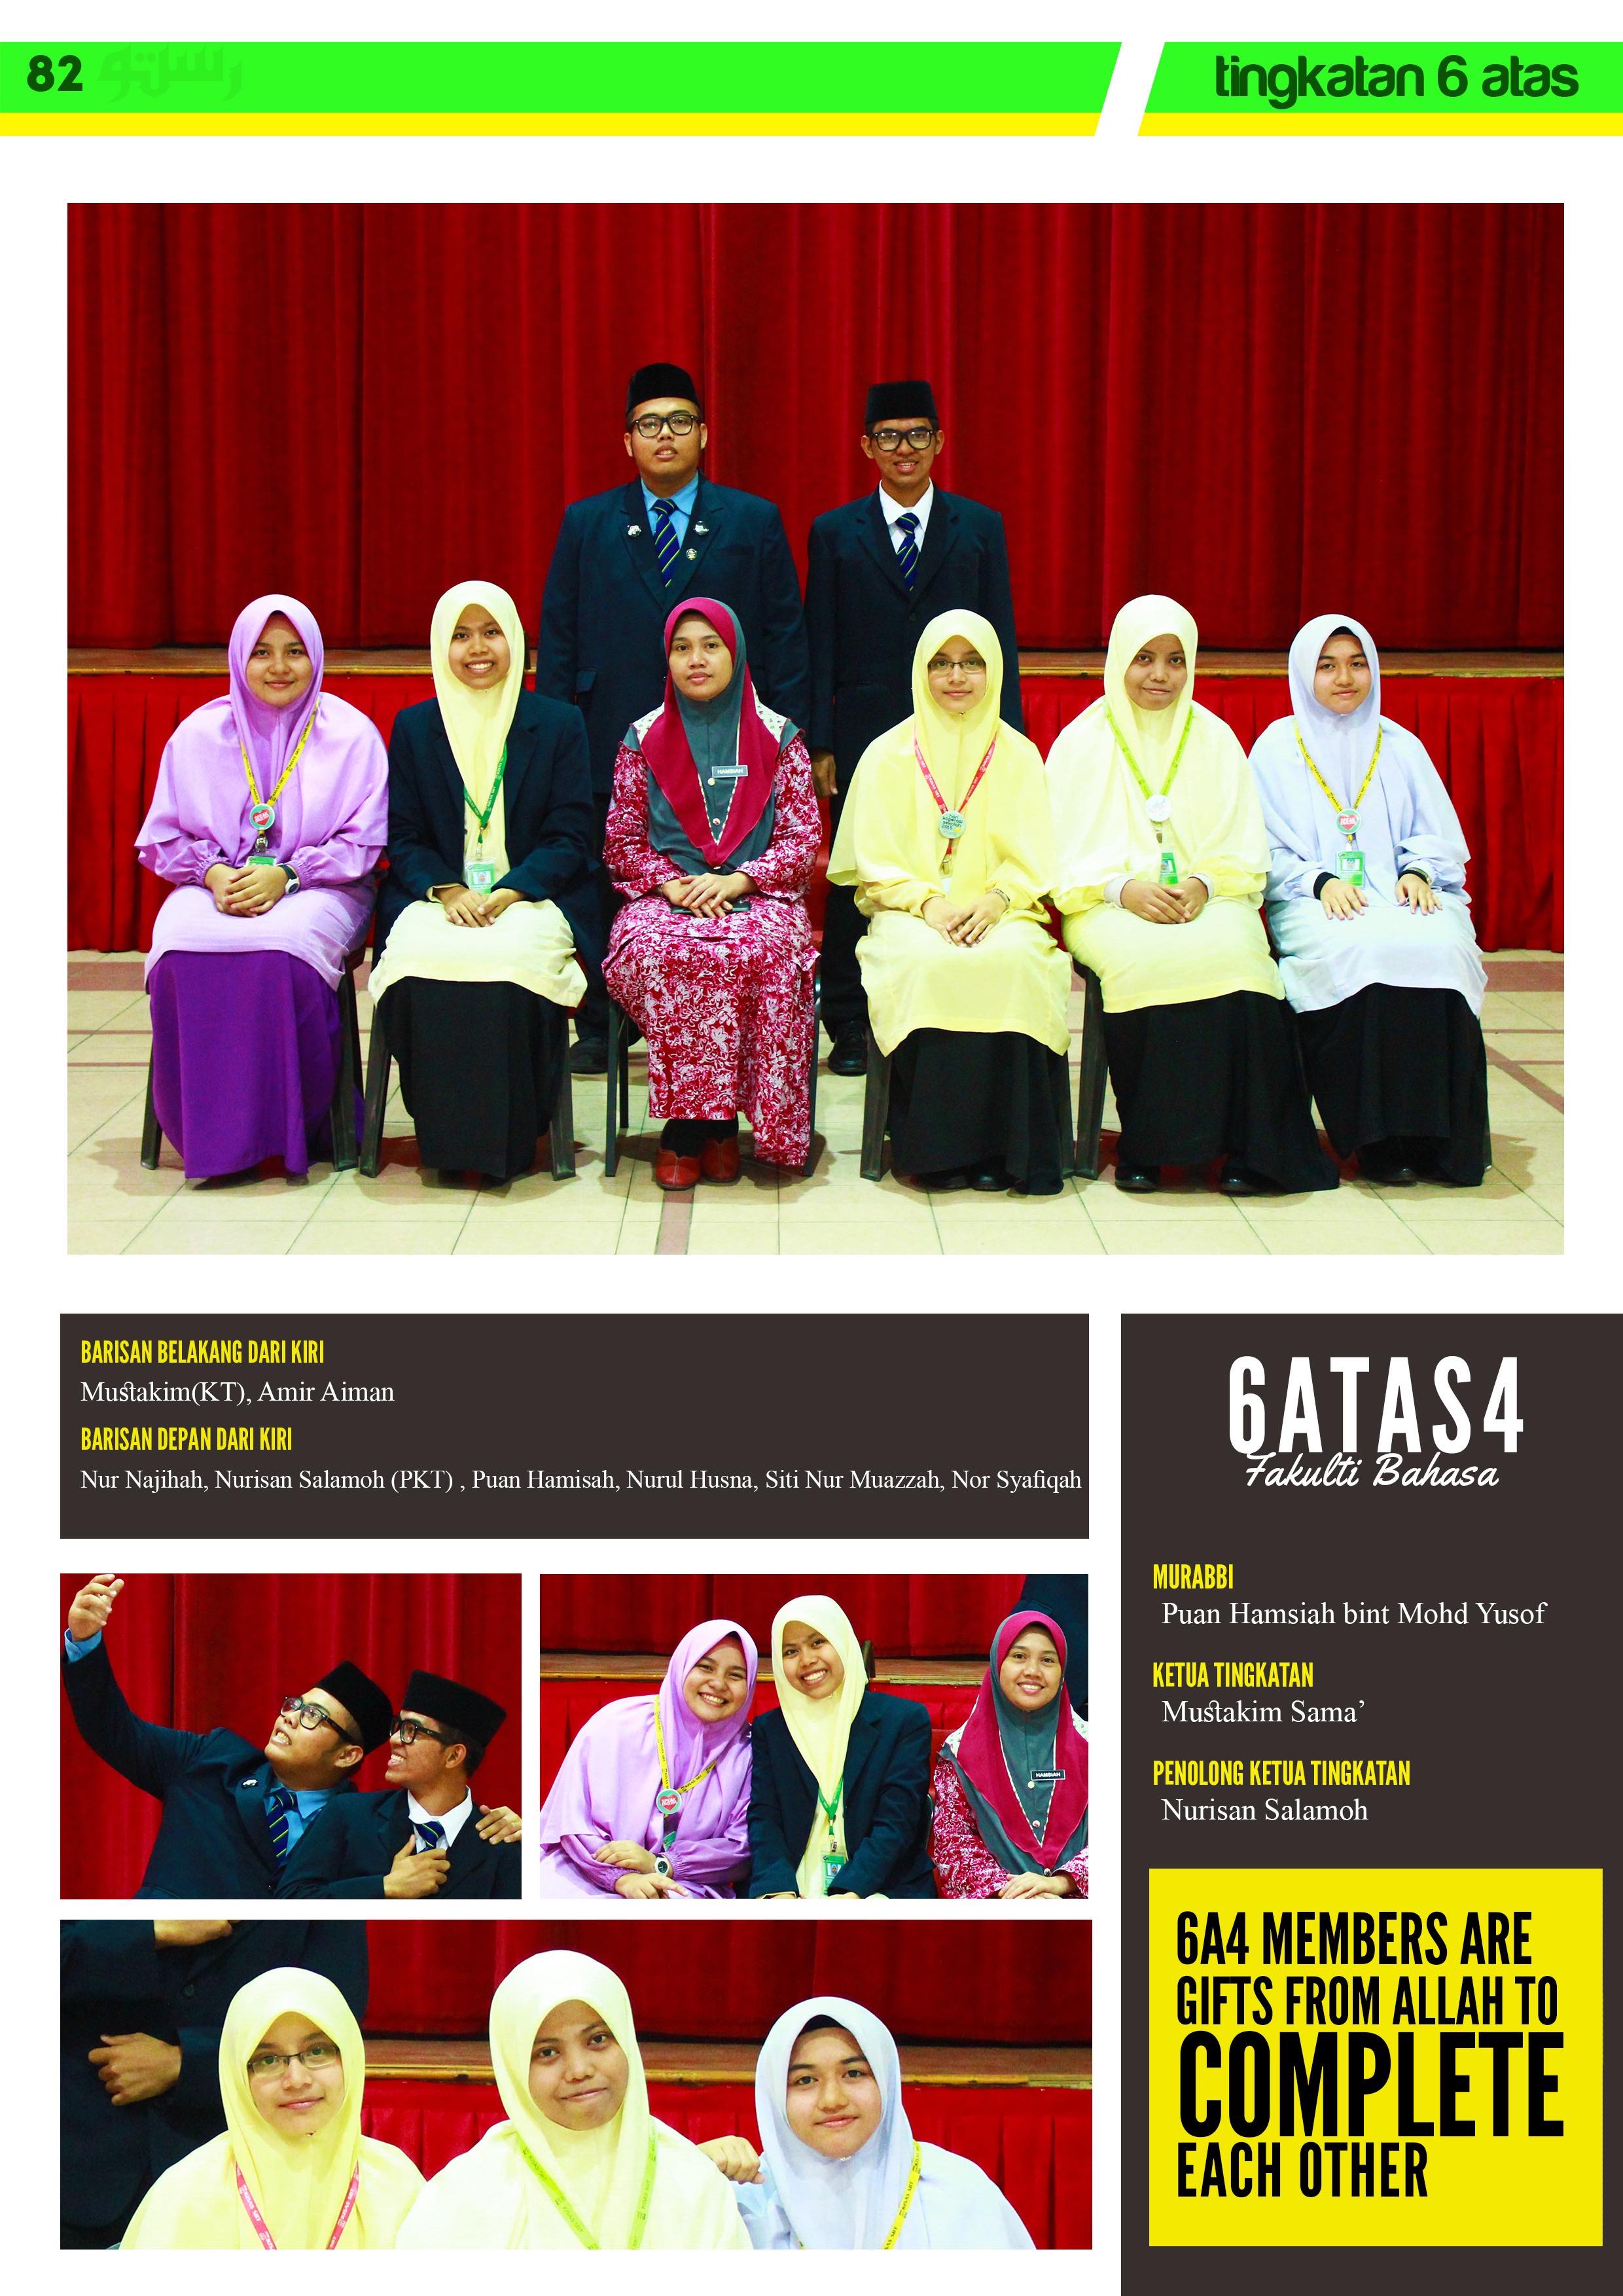 82 رستو
tingkatan 6 atas
HAMSIAH
BARISAN BELAKANG DARI KIRI
Mustakim(KT), Amir Aiman
BARISAN DEPAN DARI KIRI
Nur Najihah, Nurisan Salamoh (PKT) , Puan Hamisah, Nurul Husna, Siti Nur Muazzah, Nor Syafiqah
6ATAS4
Fakulti Bahasa
MURABBI
Puan Hamsiah bint Mohd Yusof
KETUA TINGKATAN
Mustakim Sama’
PENOLONG KETUA TINGKATAN
Nurisan Salamoh
HAMSIAH
6A4 MEMBERS ARE
GIFTS FROM ALLAH TO
COMPLETE
EACH OTHER